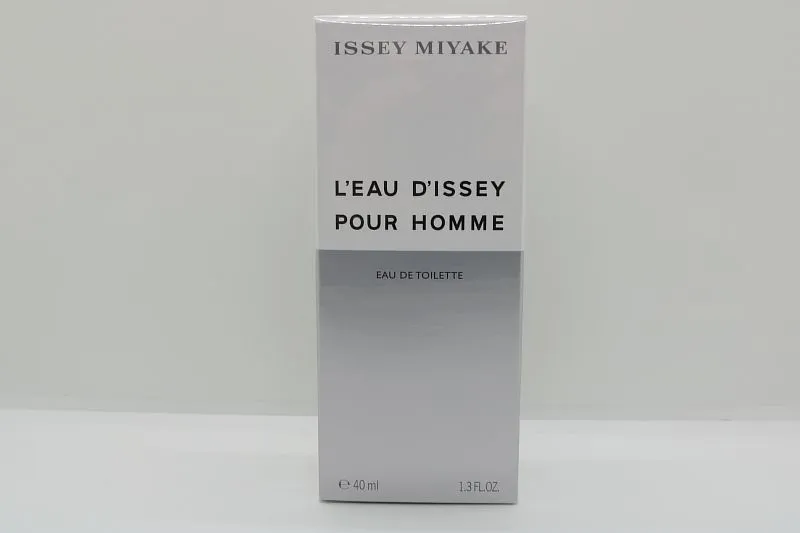 ISSEY MIYAKE
L'EAU D'ISSEY
POUR HOMME
EAU DE TOILETTE
℮ 40 ml 1.3 FL.OZ.